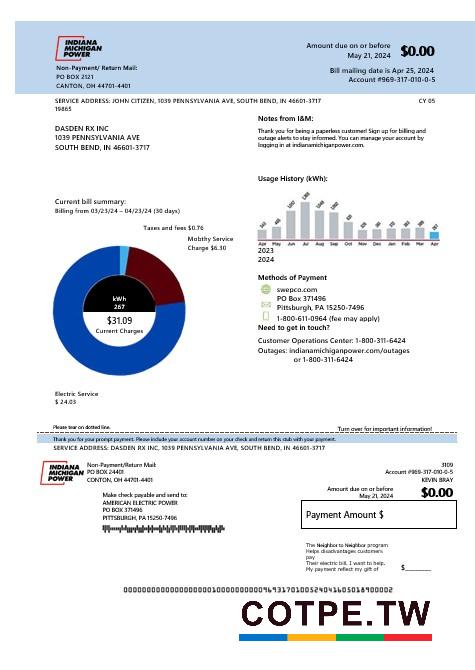 INDIANA
MICHIGAN
POWER
Amount due on or before
May 21, 2024
$0.00
Non-Payment/ Return Mail:
PO BOX 2121
CANTON, OH 44701-4401
Bill mailing date is Apr 25, 2024
Account #969-317-010-0-5
SERVICE ADDRESS: JOHN CITIZEN, 1039 PENNSYLVANIA AVE, SOUTH BEND, IN 46601-3717
19865
CY 05
Notes from I&M:
DASDEN RX INC
1039 PENNSYLVANIA AVE
SOUTH BEND, IN 46601-3717
Thank you for being a paperless customer! Sign up for billing and
outage alerts to stay informed. You can manage your account by
logging in at indianamichiganpower.com.
Usage History (kWh):
Current bill summary:
Billing from 03/23/24 – 04/23/24 (30 days)
Taxes and fees $0.76
Mobthy Service
Charge $6.30
Apr May Jun Jul Aug Sep Oct Nov Dec Jan Feb Mar Apr
2023
2024
kWh
267
$31.09
Current Charges
Methods of Payment
swepco.com
PO Box 371496
Pittsburgh, PA 15250-7496
1-800-611-0964 (fee may apply)
Need to get in touch?
Customer Operations Center: 1-800-311-6424
Outages: indianamichiganpower.com/outages
or 1-800-311-6424
Electric Service
$ 24.03
Please tear on dotted line.
Turn over for important information!
Thank you for your prompt payment. Please include your account number on your check and return this stub with your payment.
SERVICE ADDRESS: DASDEN RX INC, 1039 PENNSYLVANIA AVE, SOUTH BEND, IN 46601-3717
INDIANA
MICHIGAN
POWER
Non-Payment/Return Mail:
PO BOX 24401
CONTON, OH 44701-4401
3109
Account #969-317-010-0-5
KEVIN BRAY
Make check payable and send to:
AMERICAN ELECTRIC POWER
PO BOX 371496
PITTSBURGH, PA 15250-7496
Amount due on or before
May 21, 2024
$0.00
Payment Amount $
The Neighbor to Neighbor program
Helps disadvantages customers
pay
Their electric bill. I want to help.
My payment reflect my gift of
$
COTPE.TW